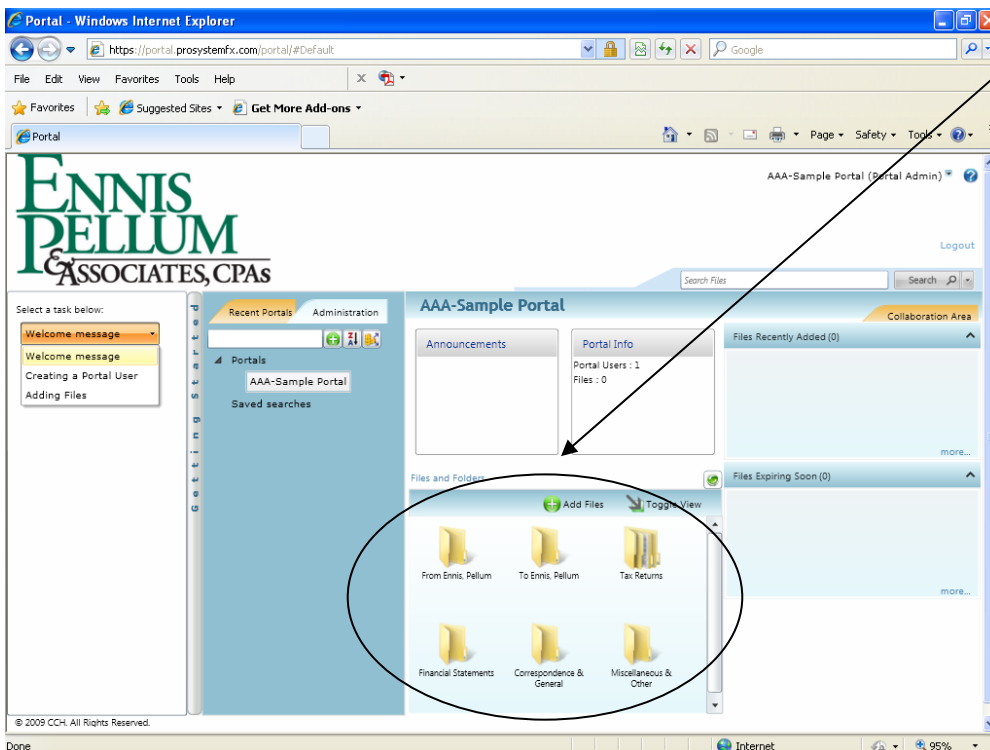 Portal - Windows Internet Explorer
https://portal.prosystemfx.com/portal/#Default
Google
File Edit View Favorites Tools Help
X
Favorites Suggested Sites Get More Add-ons
Portal
Page Safety Tools
ENNIS
PELLUM
& ASSOCIATES, CPAS
AAA-Sample Portal (Portal Admin)
Logout
Search Files
Search
Select a task below:
Welcome message
Welcome message
Creating a Portal User
Adding Files
Getting Started
Recent Portals Administration
Portals
AAA-Sample Portal
Saved searches
AAA-Sample Portal
Collaboration Area
Announcements
Portal Info
Portal Users : 1
Files : 0
Files Recently Added (0)
more...
Files and Folders
Add Files Toggle View
From Ennis, Pellum To Ennis, Pellum Tax Returns
Financial Statements
Correspondence &
General
Miscellaneous &
Other
Files Expiring Soon (0)
more...
© 2009 CCH. All Rights Reserved.
Done
Internet
95%